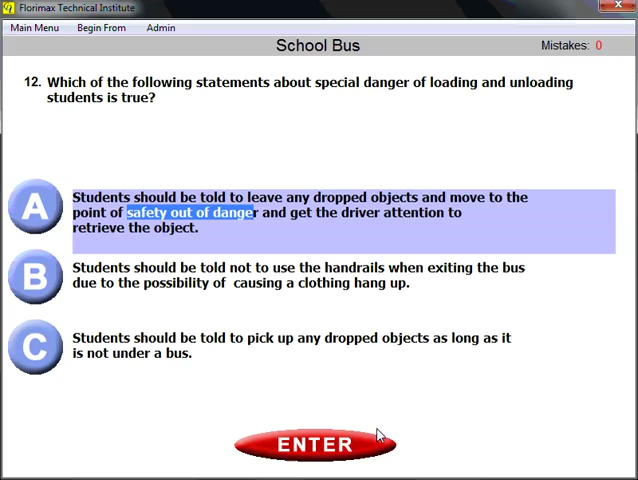 Florimax Technical Institute
Main Menu Begin From Admin
School Bus Mistakes: 0
12. Which of the following statements about special danger of loading and unloading
students is true?
A Students should be told to leave any dropped objects and move to the
point of safety out of danger and get the driver attention to
retrieve the object.
B Students should be told not to use the handrails when exiting the bus
due to the possibility of causing a clothing hang up.
C Students should be told to pick up any dropped objects as long as it
is not under a bus.
ENTER